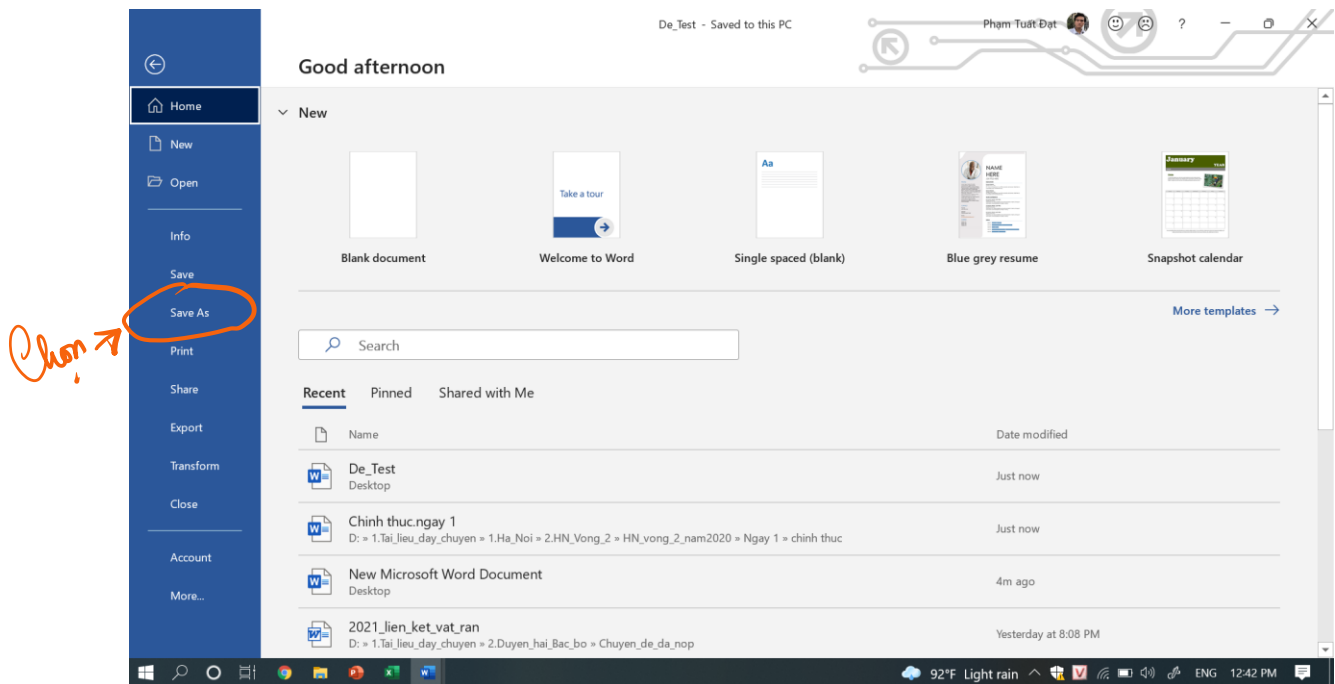 De_Test - Saved to this PC
Phạm Tuất Đạt
?
Good afternoon
Home
New
Open
Info
Save
Save As
Print
Share
Export
Transform
Close
Account
More...
Chọn
New
Take a tour
Aa
NAME
HERE
January
YEAR
Blank document
Welcome to Word
Single spaced (blank)
Blue grey resume
Snapshot calendar
More templates
Search
Recent Pinned Shared with Me
Name Date modified
De_Test
Desktop
Just now
Chinh thuc.ngay 1
D: » 1.Tai_lieu_day_chuyen » 1.Ha_Noi » 2.HN_Vong_2 » HN_vong_2_nam2020 » Ngay 1 » chinh thuc
Just now
New Microsoft Word Document
Desktop
4m ago
2021_lien_ket_vat_ran
D: » 1.Tai_lieu_day_chuyen » 2.Duyen_hai_Bac_bo » Chuyen_de_da_nop
Yesterday at 8:08 PM
92°F Light rain ENG 12:42 PM